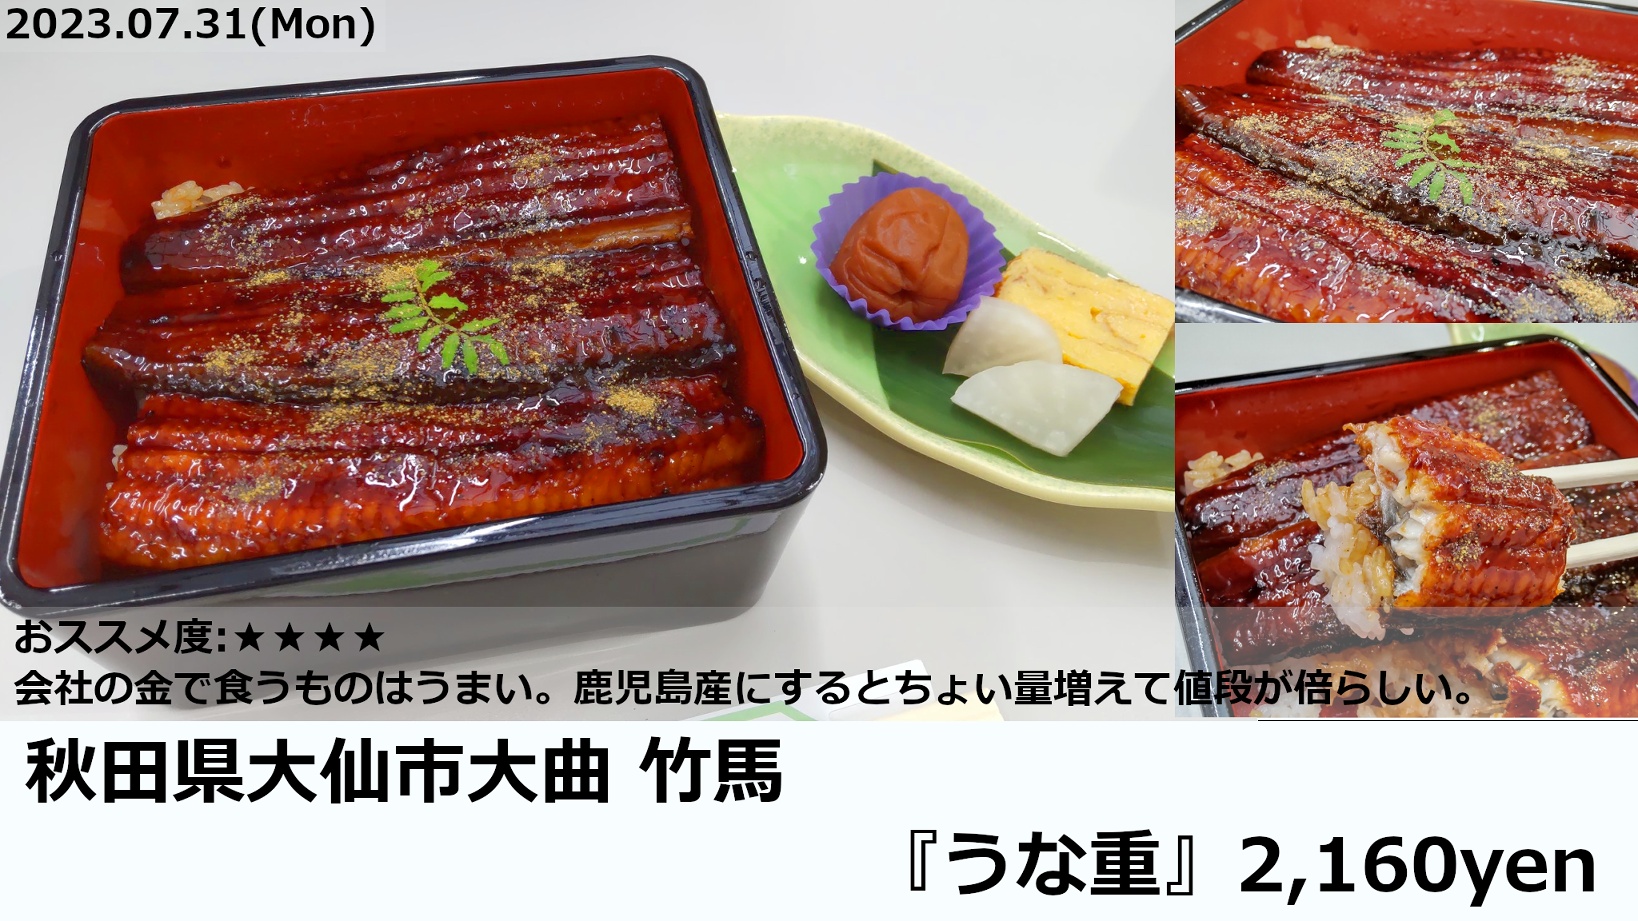 2023.07.31(Mon)
おススメ度:★★★★
会社の金で食うものはうまい。鹿児島産にするとちょい量増えて値段が倍らしい。
秋田県大仙市大曲 竹馬
『うな重』2,160yen